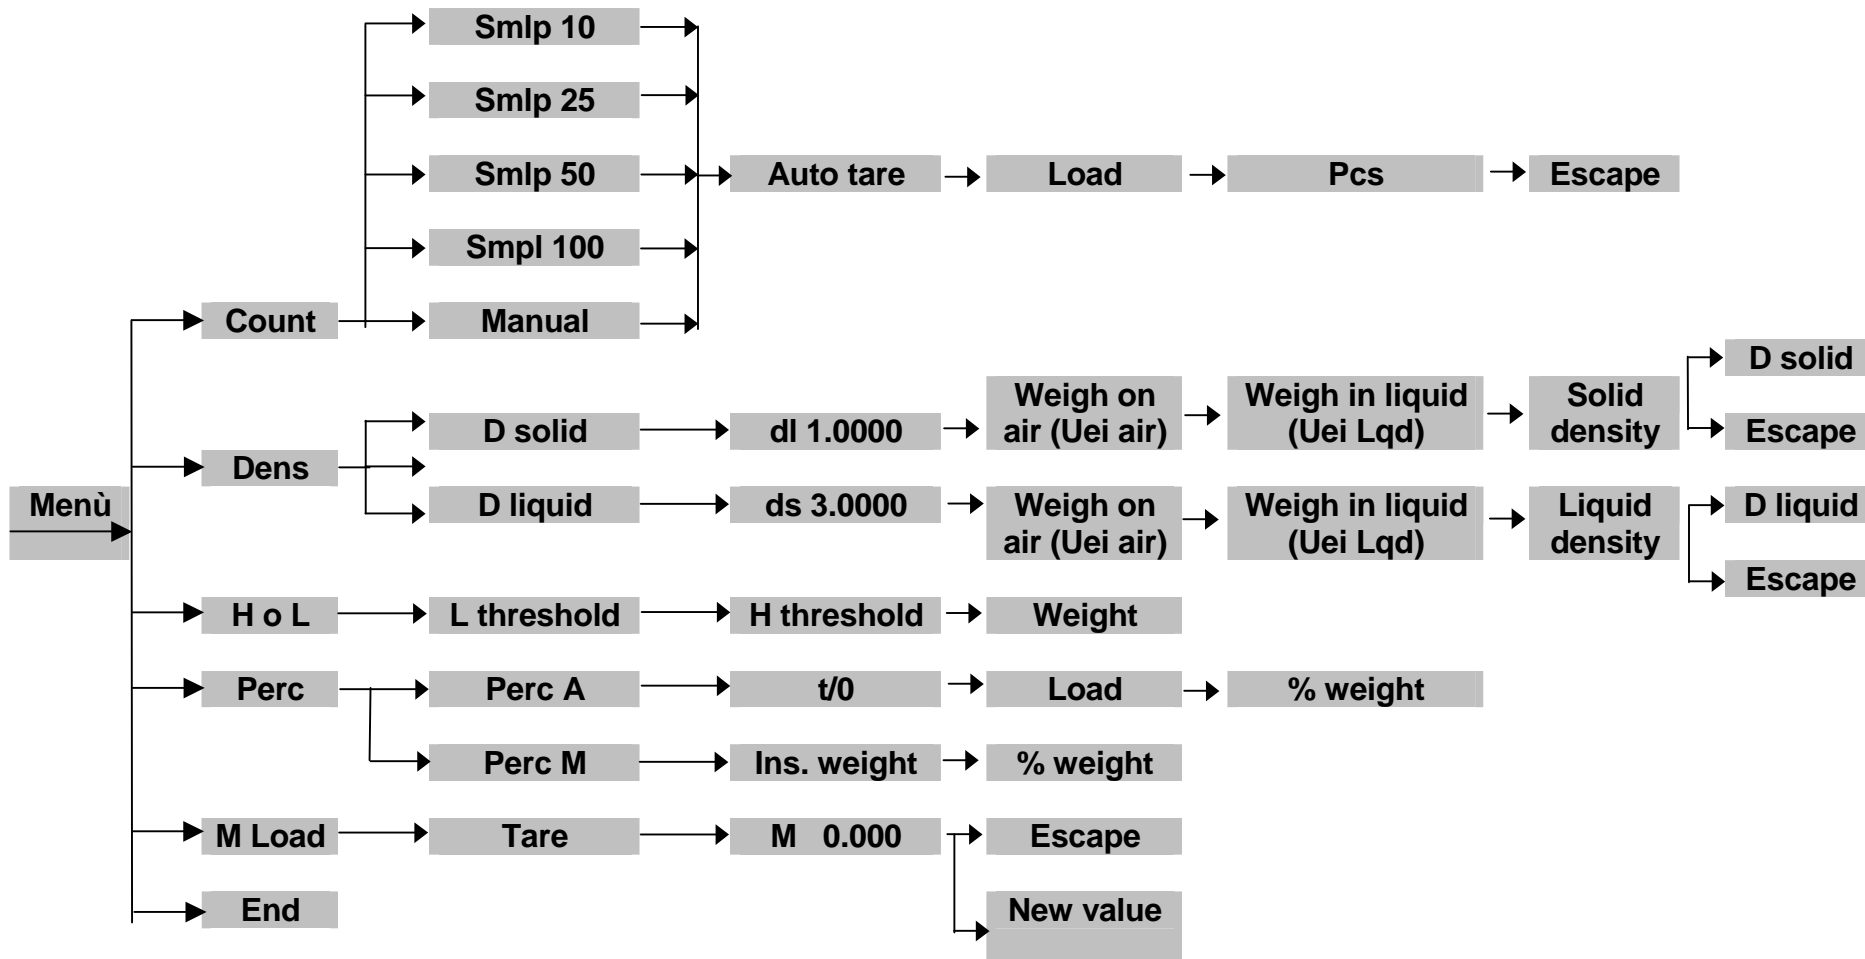 Smlp 10
Smlp 25
Smlp 50
Auto tare
Load
Pcs
Escape
Smpl 100
Count
Manual
D solid
Weigh on
air (Uei air)
Weigh in liquid
(Uei Lqd)
Solid
density
D solid
dl 1.0000
Escape
Dens
Menù
D liquid
ds 3.0000
Weigh on
air (Uei air)
Weigh in liquid
(Uei Lqd)
Liquid
density
D liquid
Escape
H o L
L threshold
H threshold
Weight
Perc
Perc A
t/0
Load
% weight
Perc M
Ins. weight
% weight
M Load
Tare
M 0.000
Escape
End
New value